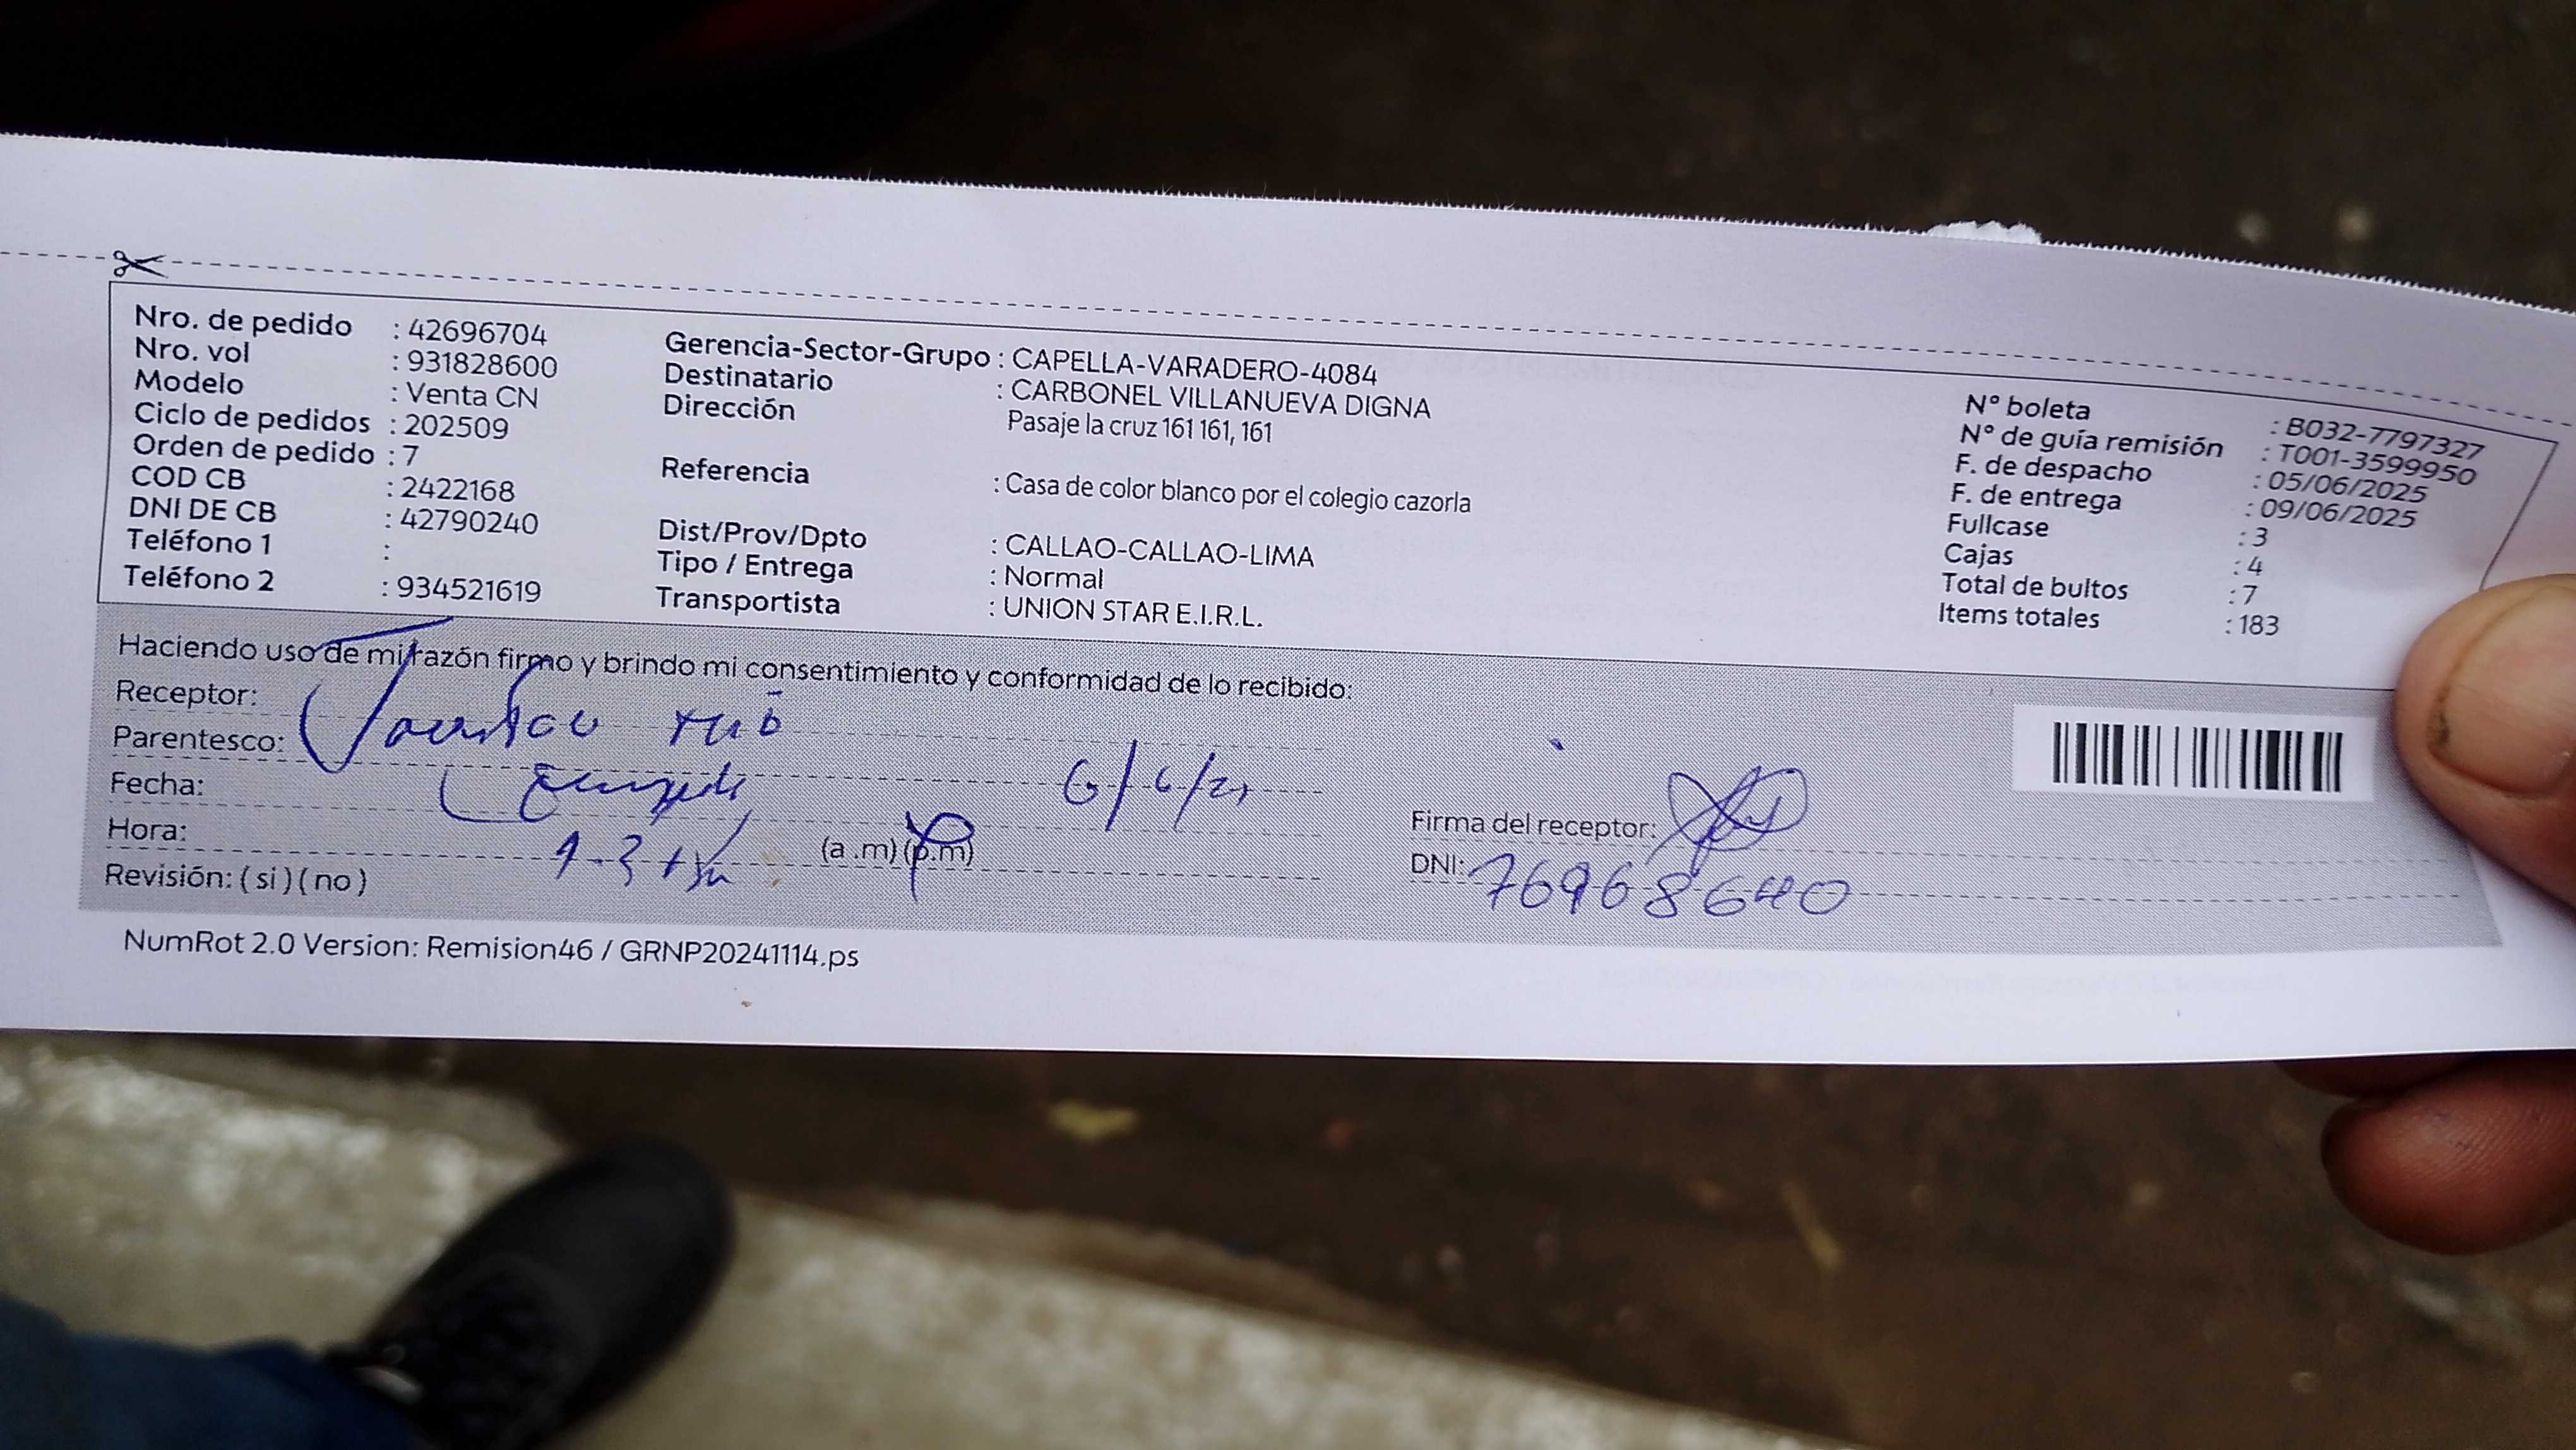 Nro. de pedido : 42696704
Nro. vol : 931828600
Modelo : Venta CN
Ciclo de pedidos : 202509
Orden de pedido : 7
COD CB : 2422168
DNI DE CB : 42790240
Teléfono 1 :
Teléfono 2 : 934521619
Gerencia-Sector-Grupo : CAPELLA-VARADERO-4084
Destinatario : CARBONEL VILLANUEVA DIGNA
Dirección Pasaje la cruz 161 161, 161
Referencia : Casa de color blanco por el colegio cazorla
Dist/Prov/Dpto : CALLAO-CALLAO-LIMA
Tipo / Entrega : Normal
Transportista : UNION STAR E.I.R.L.
N° boleta : B032-7797327
N° de guía remisión : T001-3599950
F. de despacho : 05/06/2025
F. de entrega : 09/06/2025
Fullcase : 3
Cajas : 4
Total de bultos : 7
Items totales : 183
Haciendo uso de mi razón firmo y brindo mi consentimiento y conformidad de lo recibido:
Receptor:
Parentesco:
Fecha:
Hora: (a .m) (p.m)
Revisión: ( si ) ( no )
Firma del receptor:
DNI: 76968640
NumRot 2.0 Version: Remision46 / GRNP20241114.ps